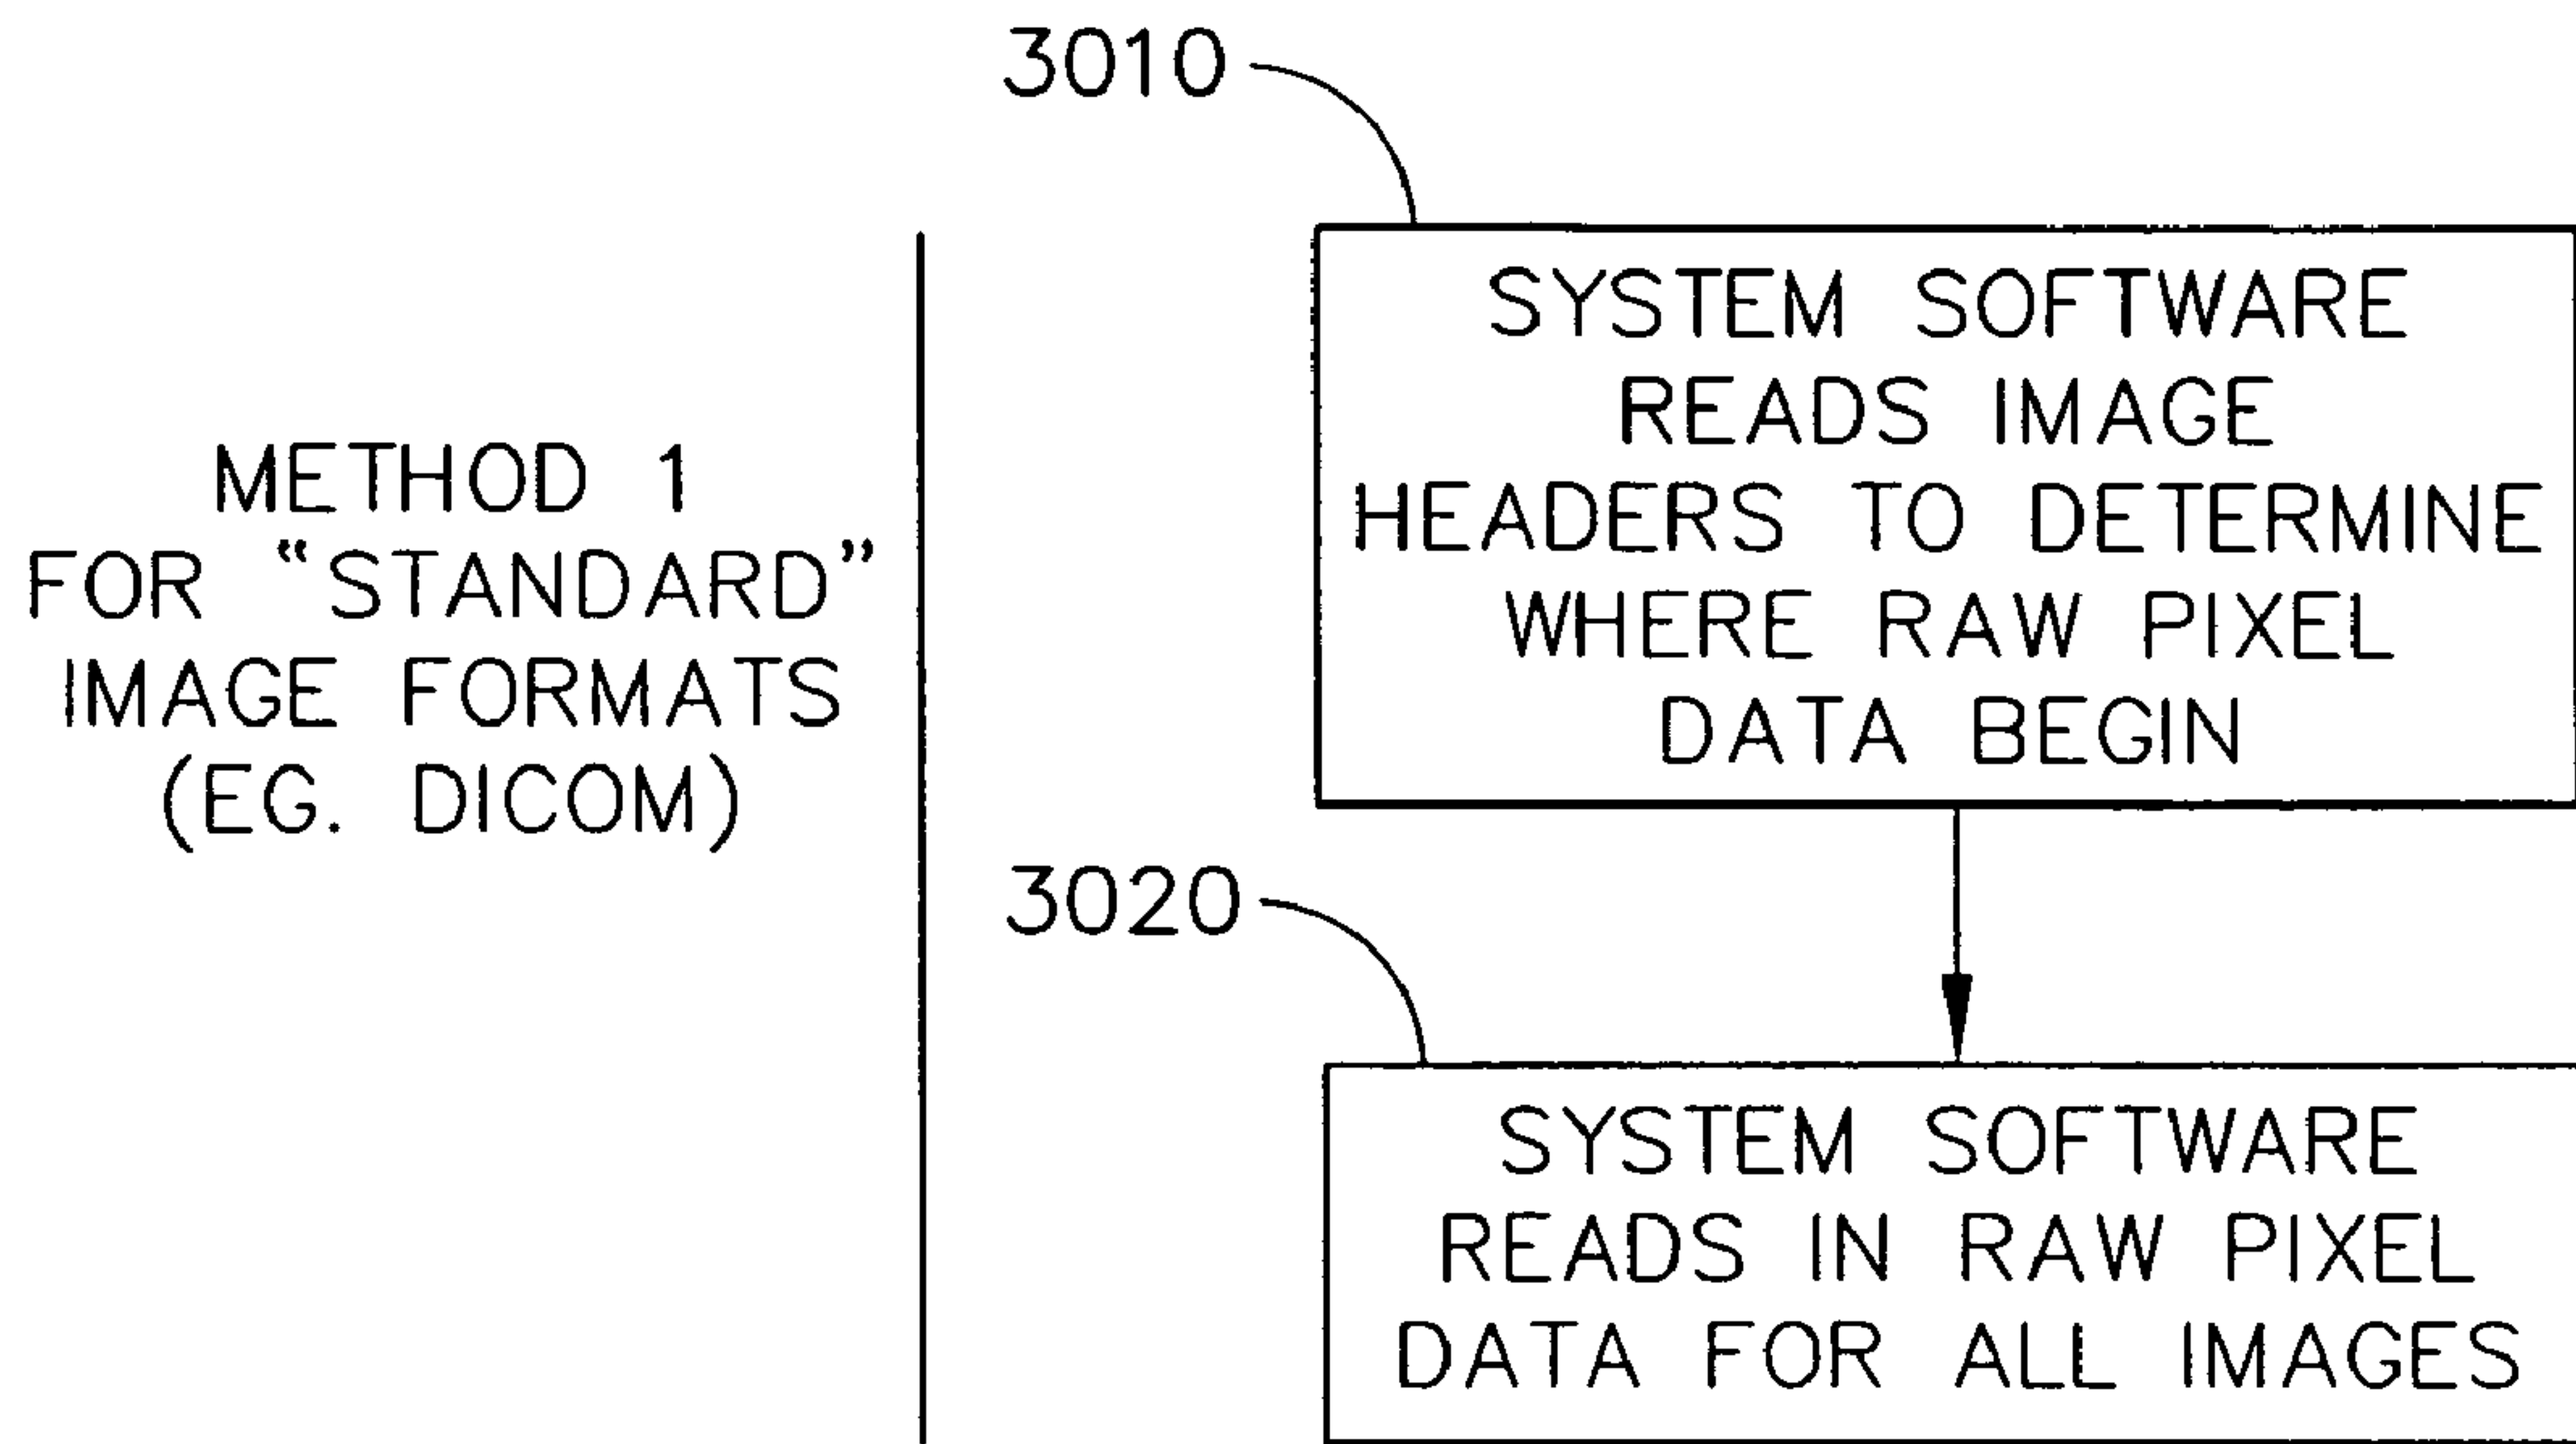 METHOD 1
FOR “STANDARD”
IMAGE FORMATS
(EG. DICOM)
3010
SYSTEM SOFTWARE
READS IMAGE
HEADERS TO DETERMINE
WHERE RAW PIXEL
DATA BEGIN
3020
SYSTEM SOFTWARE
READS IN RAW PIXEL
DATA FOR ALL IMAGES